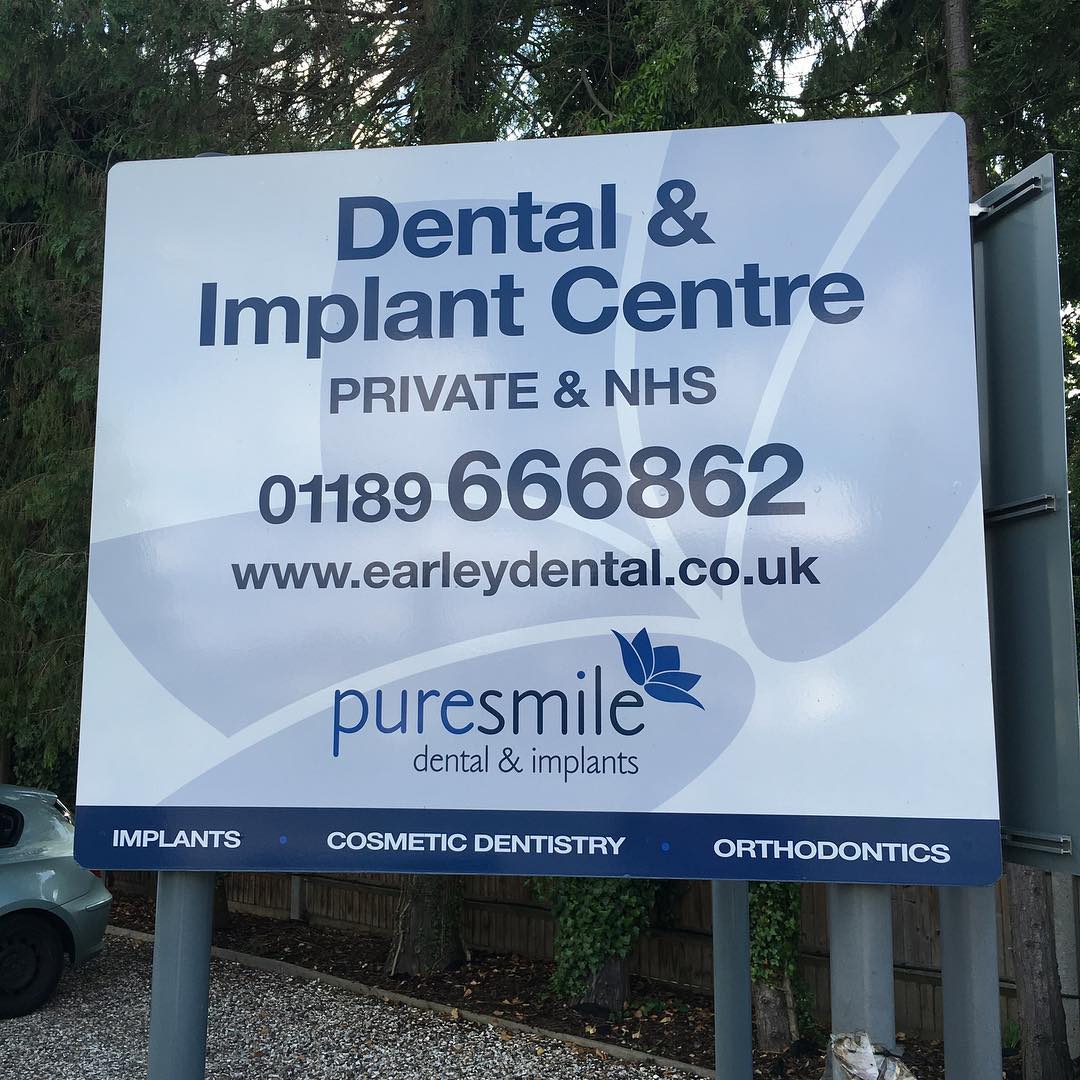 Dental &
Implant Centre
PRIVATE & NHS
01189 666862
www.earleydental.co.uk
puresmile
dental & implants
IMPLANTS • COSMETIC DENTISTRY • ORTHODONTICS